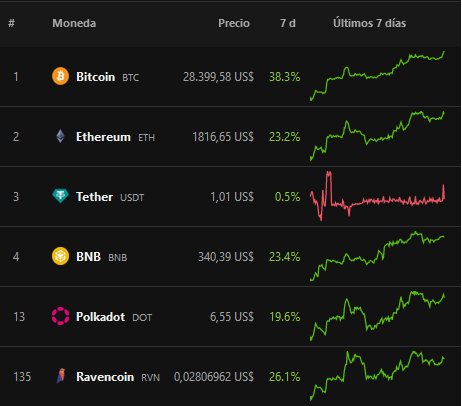 # Moneda Precio 7 d Últimos 7 días
1 Bitcoin BTC 28.399,58 US$ 38.3%
2 Ethereum ETH 1816,65 US$ 23.2%
3 Tether USDT 1,01 US$ 0.5%
4 BNB BNB 340,39 US$ 23.4%
13 Polkadot DOT 6,55 US$ 19.6%
135 Ravencoin RVN 0,02806962 US$ 26.1%